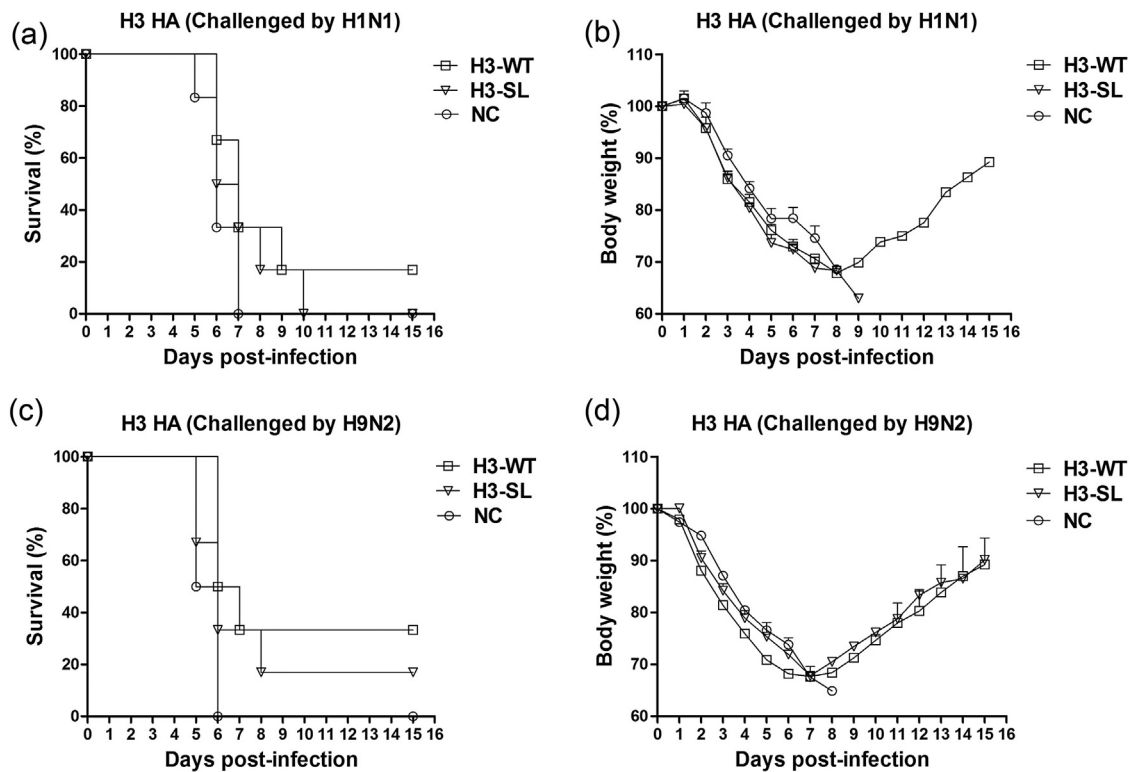 (a)
H3 HA (Challenged by H1N1)
Survival (%)
100
80
60
40
20
0
0 1 2 3 4 5 6 7 8 9 10 11 12 13 14 15 16
Days post-infection
H3-WT
H3-SL
NC
(b)
H3 HA (Challenged by H1N1)
Body weight (%)
110
100
90
80
70
60
0 1 2 3 4 5 6 7 8 9 10 11 12 13 14 15 16
Days post-infection
H3-WT
H3-SL
NC
(c)
H3 HA (Challenged by H9N2)
Survival (%)
100
80
60
40
20
0
0 1 2 3 4 5 6 7 8 9 10 11 12 13 14 15 16
Days post-infection
H3-WT
H3-SL
NC
(d)
H3 HA (Challenged by H9N2)
Body weight (%)
110
100
90
80
70
60
0 1 2 3 4 5 6 7 8 9 10 11 12 13 14 15 16
Days post-infection
H3-WT
H3-SL
NC